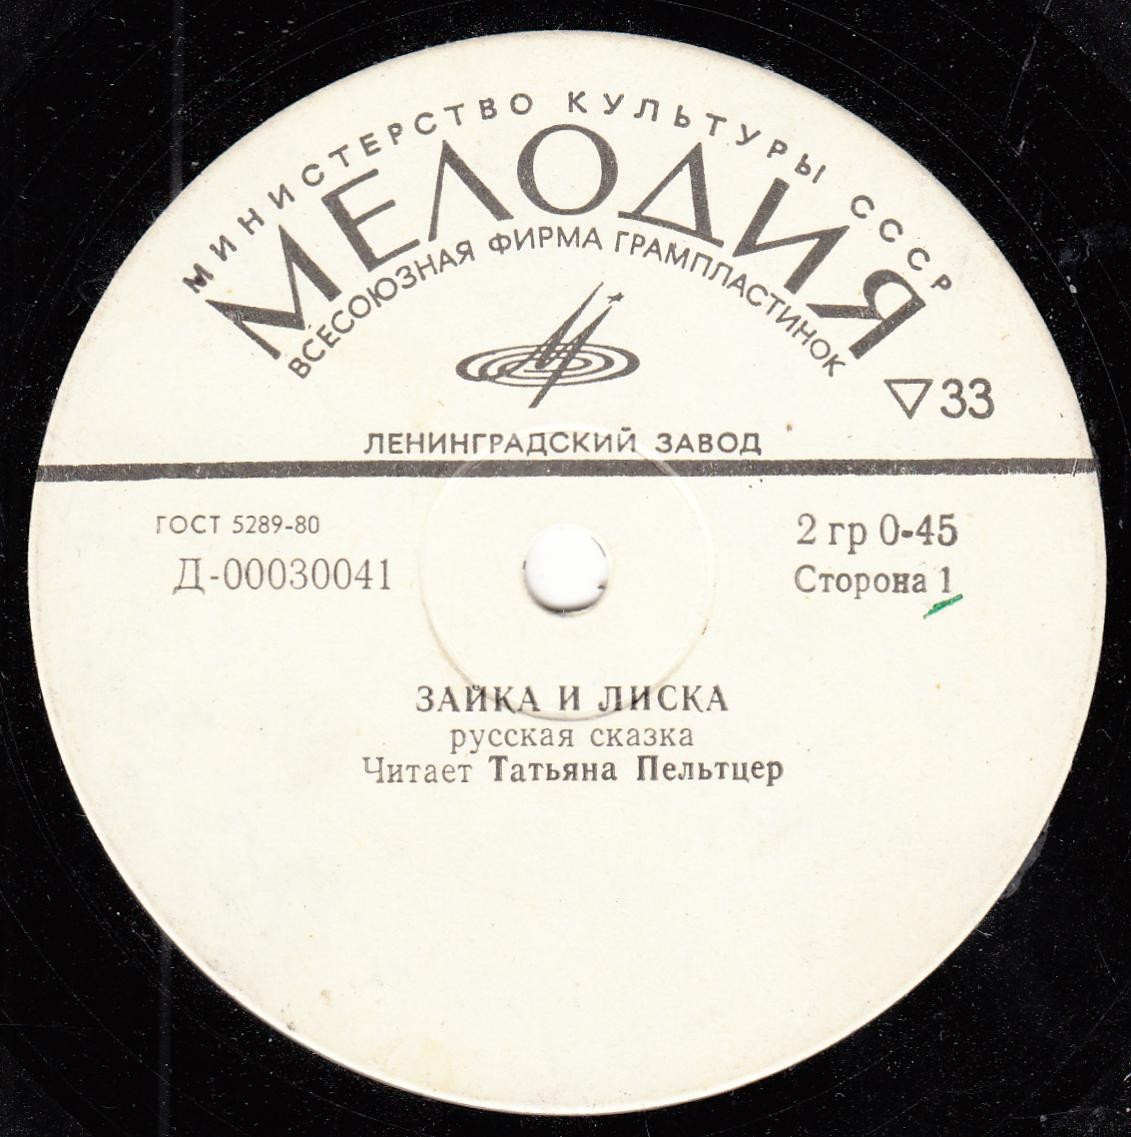 МИНИСТЕРСТВО КУЛЬТУРЫ СССР
МЕЛОДИЯ
ВСЕСОЮЗНАЯ ФИРМА ГРАМПЛАСТИНОК
▽33
ЛЕНИНГРАДСКИЙ ЗАВОД
ГОСТ 5289-80
2 гр 0-45
Д-00030041
Сторона 1
ЗАЙКА И ЛИСКА
русская сказка
Читает Татьяна Пельтцер